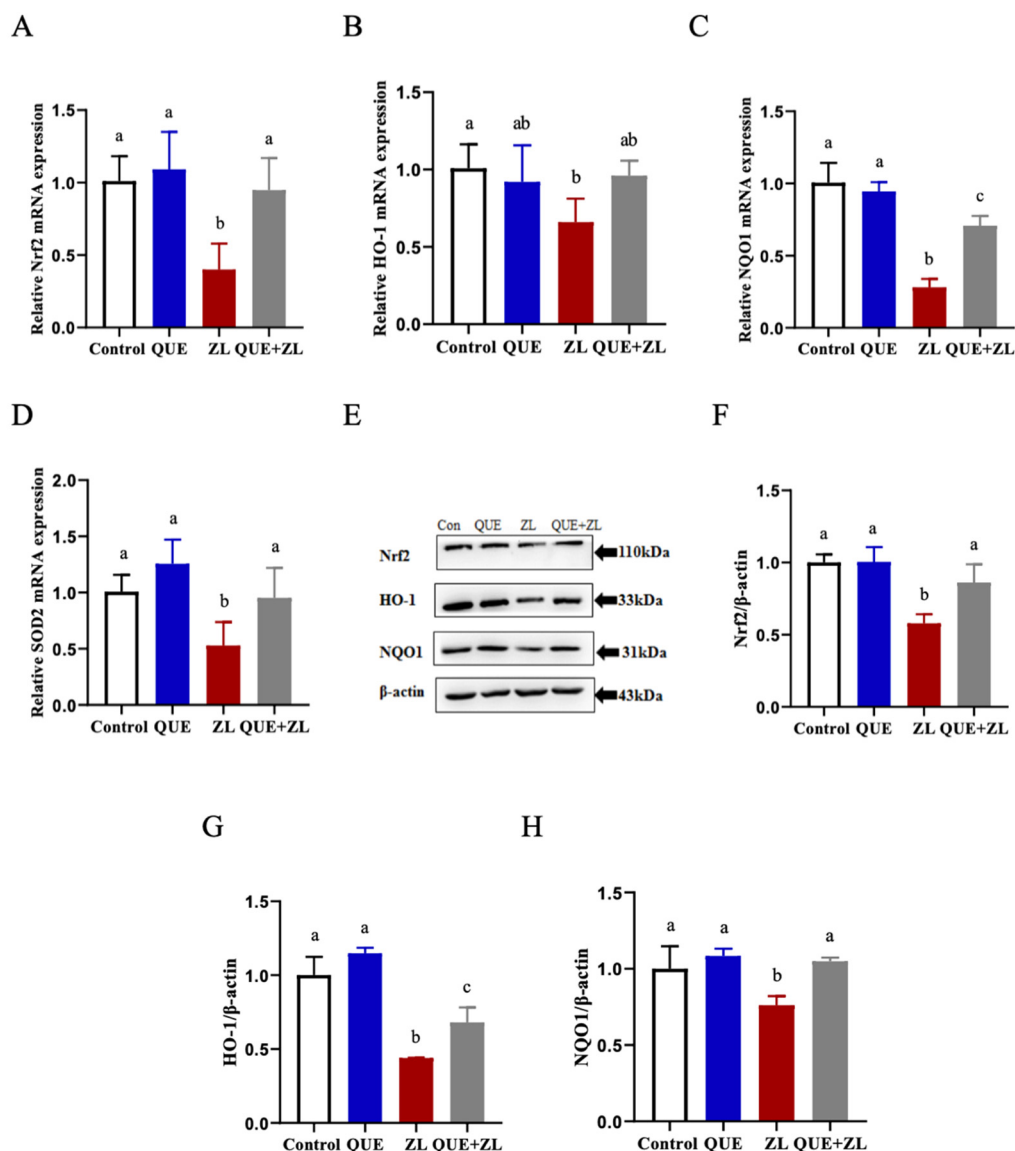 A
B
C
Relative Nrf2 mRNA expression
1.5
1.0
0.5
0.0
a
a
b
a
Control QUE ZL QUE+ZL
Relative HO-1 mRNA expression
1.5
1.0
0.5
0.0
a
ab
b
ab
Control QUE ZL QUE+ZL
Relative NQO1 mRNA expression
1.5
1.0
0.5
0.0
a
a
b
c
Control QUE ZL QUE+ZL
D
E
F
Relative SOD2 mRNA expression
2.0
1.5
1.0
0.5
0.0
a
a
b
a
Control QUE ZL QUE+ZL
Con QUE ZL QUE+ZL
Nrf2 110kDa
HO-1 33kDa
NQO1 31kDa
β-actin 43kDa
Nrf2/β-actin
1.5
1.0
0.5
0.0
a
a
b
a
Control QUE ZL QUE+ZL
G
H
HO-1/β-actin
1.5
1.0
0.5
0.0
a
a
b
c
Control QUE ZL QUE+ZL
NQO1/β-actin
1.5
1.0
0.5
0.0
a
a
b
a
Control QUE ZL QUE+ZL